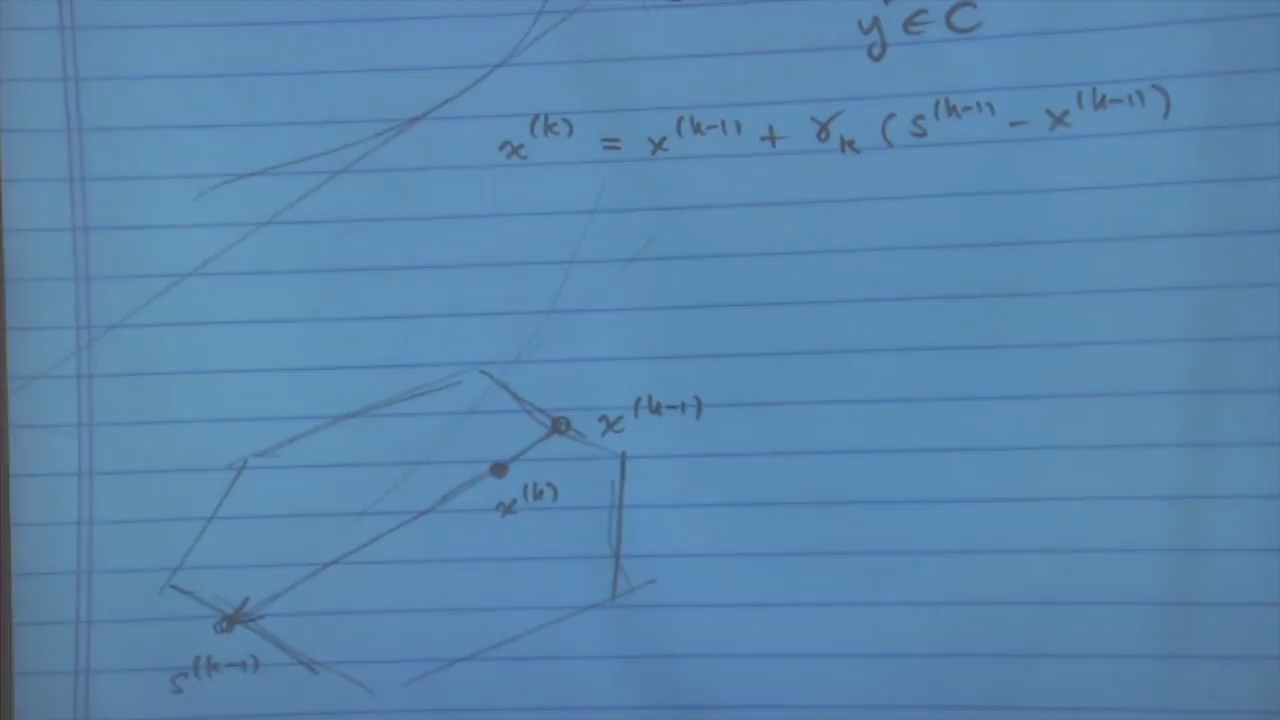 y ∈ C
x^(k) = x^(k-1) + γ_k ( s^(k-1) - x^(k-1) )
x^(k-1)
x^(k)
s^(k-1)